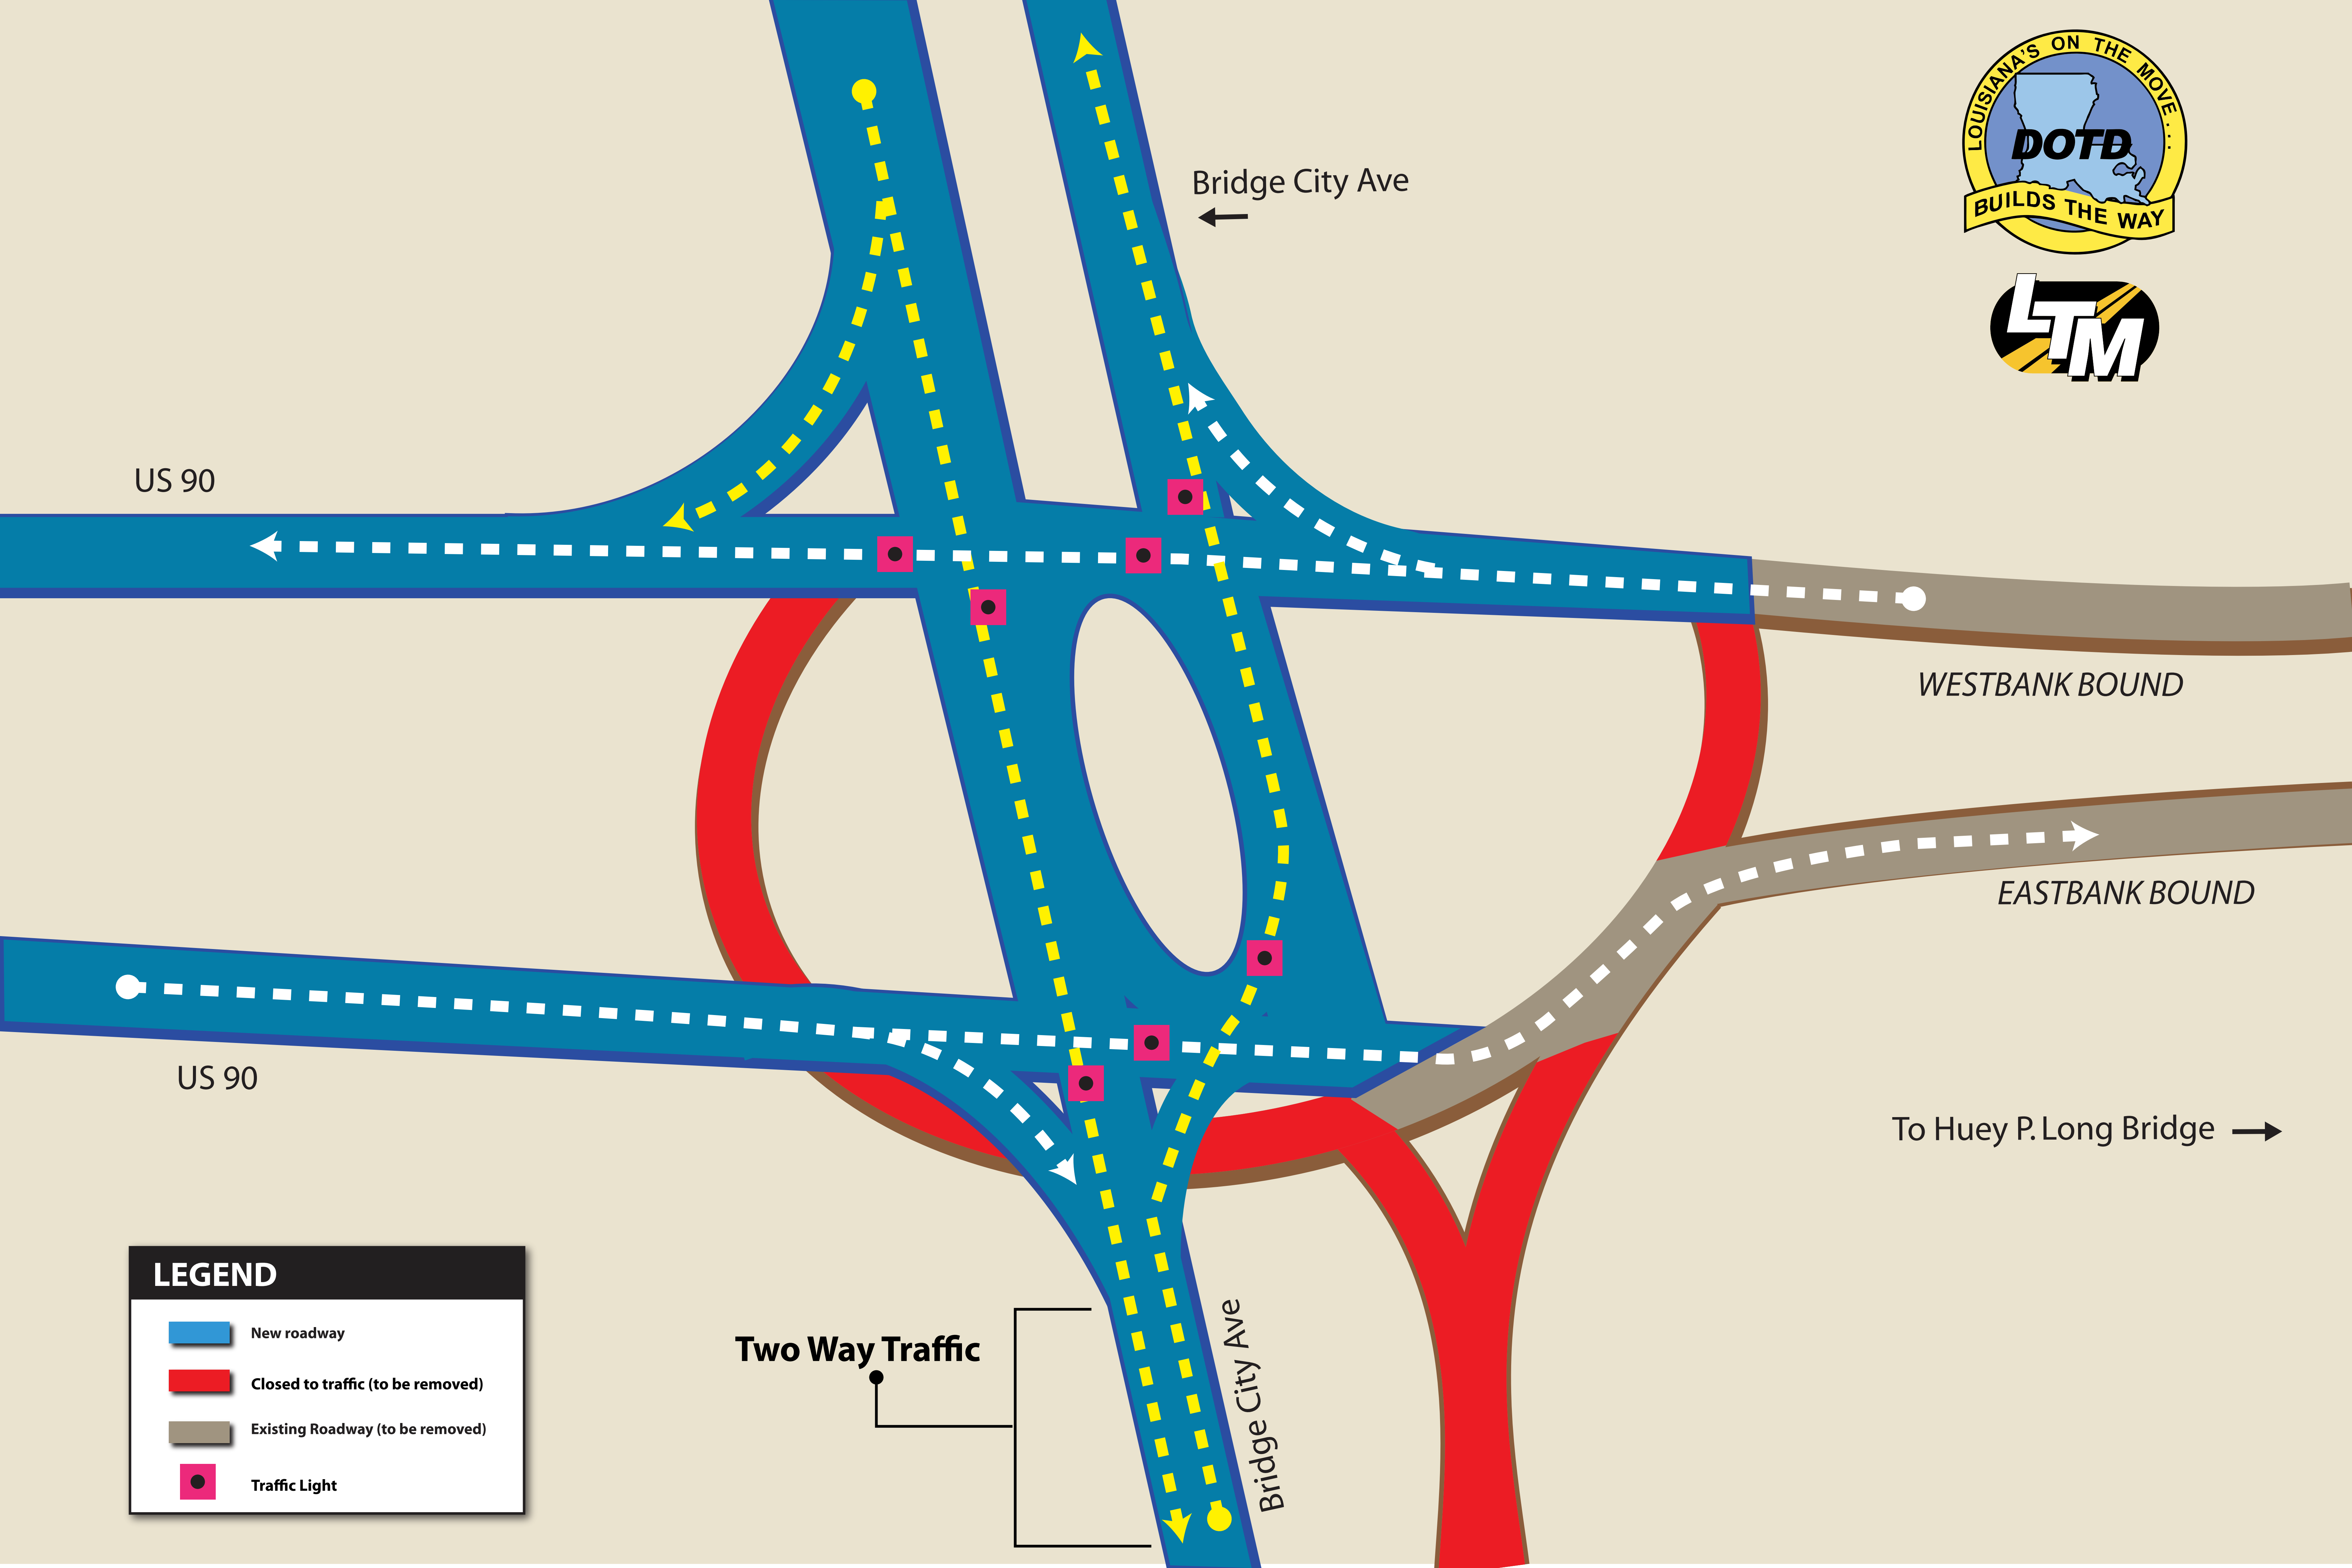 LOUISIANA'S ON THE MOVE...
DOTD
BUILDS THE WAY
LTM
Bridge City Ave
US 90
WESTBANK BOUND
EASTBANK BOUND
US 90
To Huey P. Long Bridge
LEGEND
New roadway
Closed to traffic (to be removed)
Existing Roadway (to be removed)
Traffic Light
Two Way Traffic
Bridge City Ave